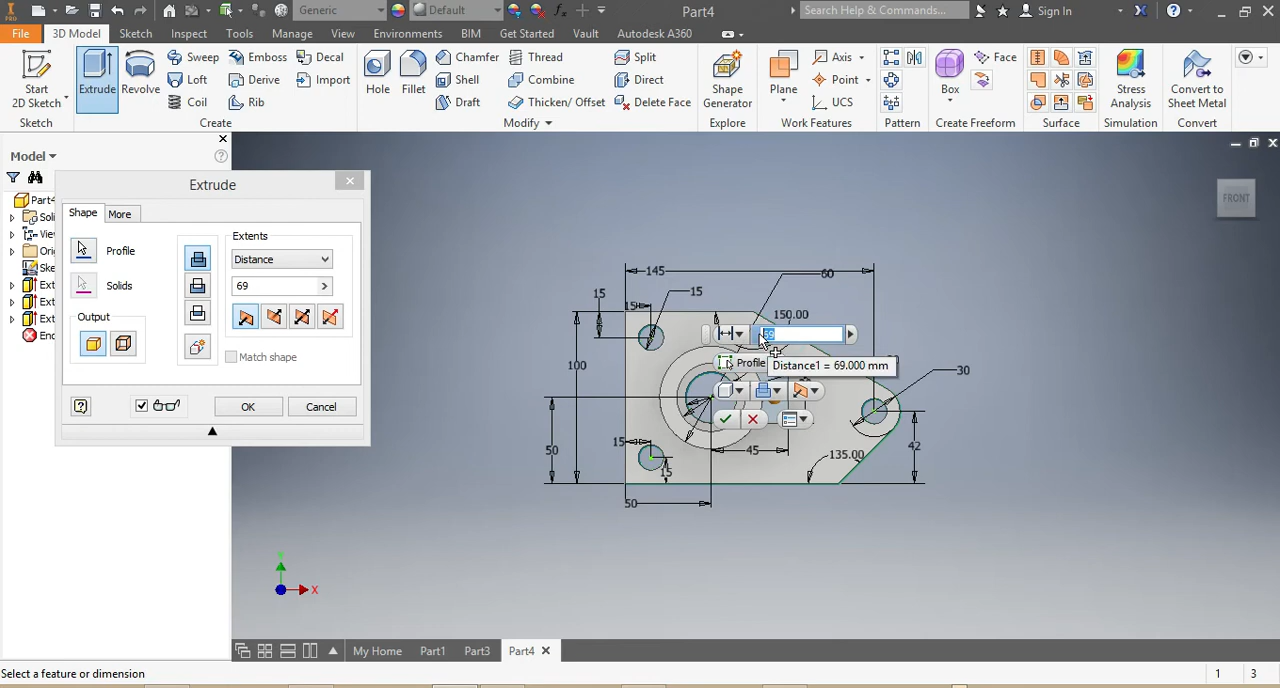 PRO
Generic
Default
Part4
Search Help & Commands...
Sign In
File
3D Model
Sketch
Inspect
Tools
Manage
View
Environments
BIM
Get Started
Vault
Autodesk A360
Start
2D Sketch
Extrude
Revolve
Sweep
Emboss
Decal
Loft
Derive
Import
Coil
Rib
Hole
Fillet
Chamfer
Thread
Split
Shell
Combine
Direct
Draft
Thicken/ Offset
Delete Face
Shape
Generator
Plane
Axis
Point
UCS
Box
Face
Stress
Analysis
Convert to
Sheet Metal
Sketch
Create
Modify
Explore
Work Features
Pattern
Create Freeform
Surface
Simulation
Convert
Model
Part4
Extrude
Shape
More
Profile
Solids
Output
Extents
Distance
69
Match shape
OK
Cancel
FRONT
145
60
15
15
15
150.00
100
Profile
Distance1 = 69.000 mm
30
50
15
15
45
135.00
42
50
X
My Home
Part1
Part3
Part4
Select a feature or dimension
1
3